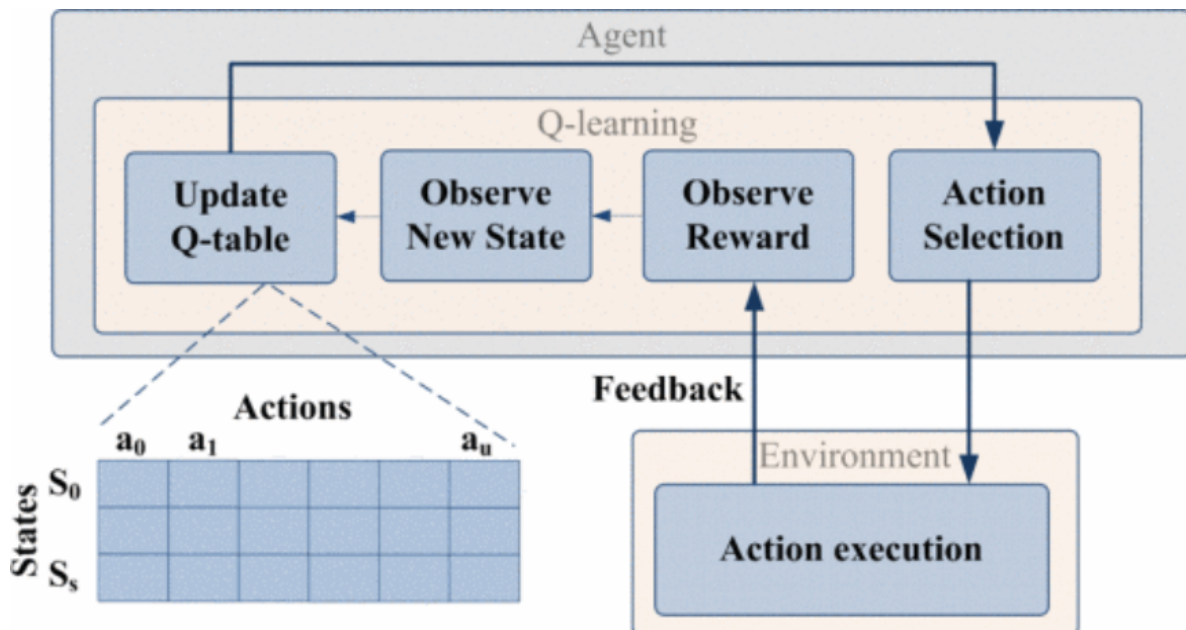 Agent
Q-learning
Update
Q-table
Observe
New State
Observe
Reward
Action
Selection
Feedback
Actions
a₀ a₁ aᵤ
States
S₀
Sₛ
Environment
Action execution